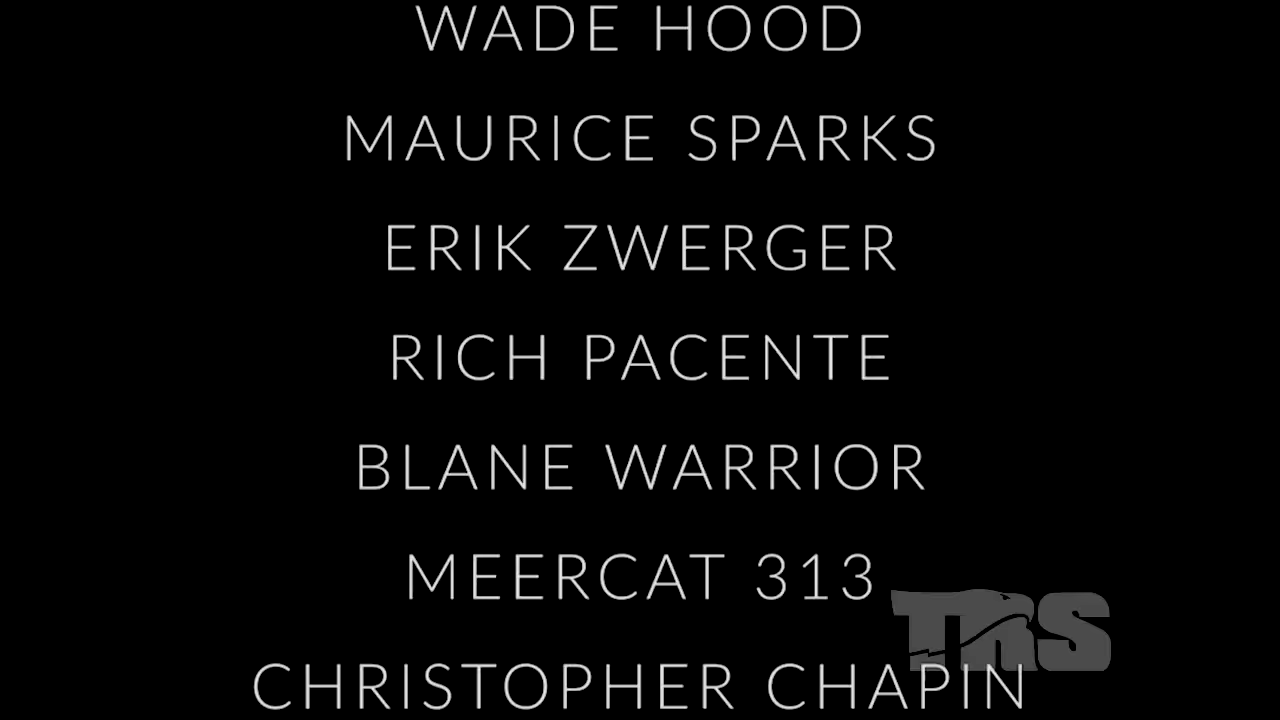 WADE HOOD
MAURICE SPARKS
ERIK ZWERGER
RICH PACENTE
BLANE WARRIOR
MEERCAT 313
TRS
CHRISTOPHER CHAPIN